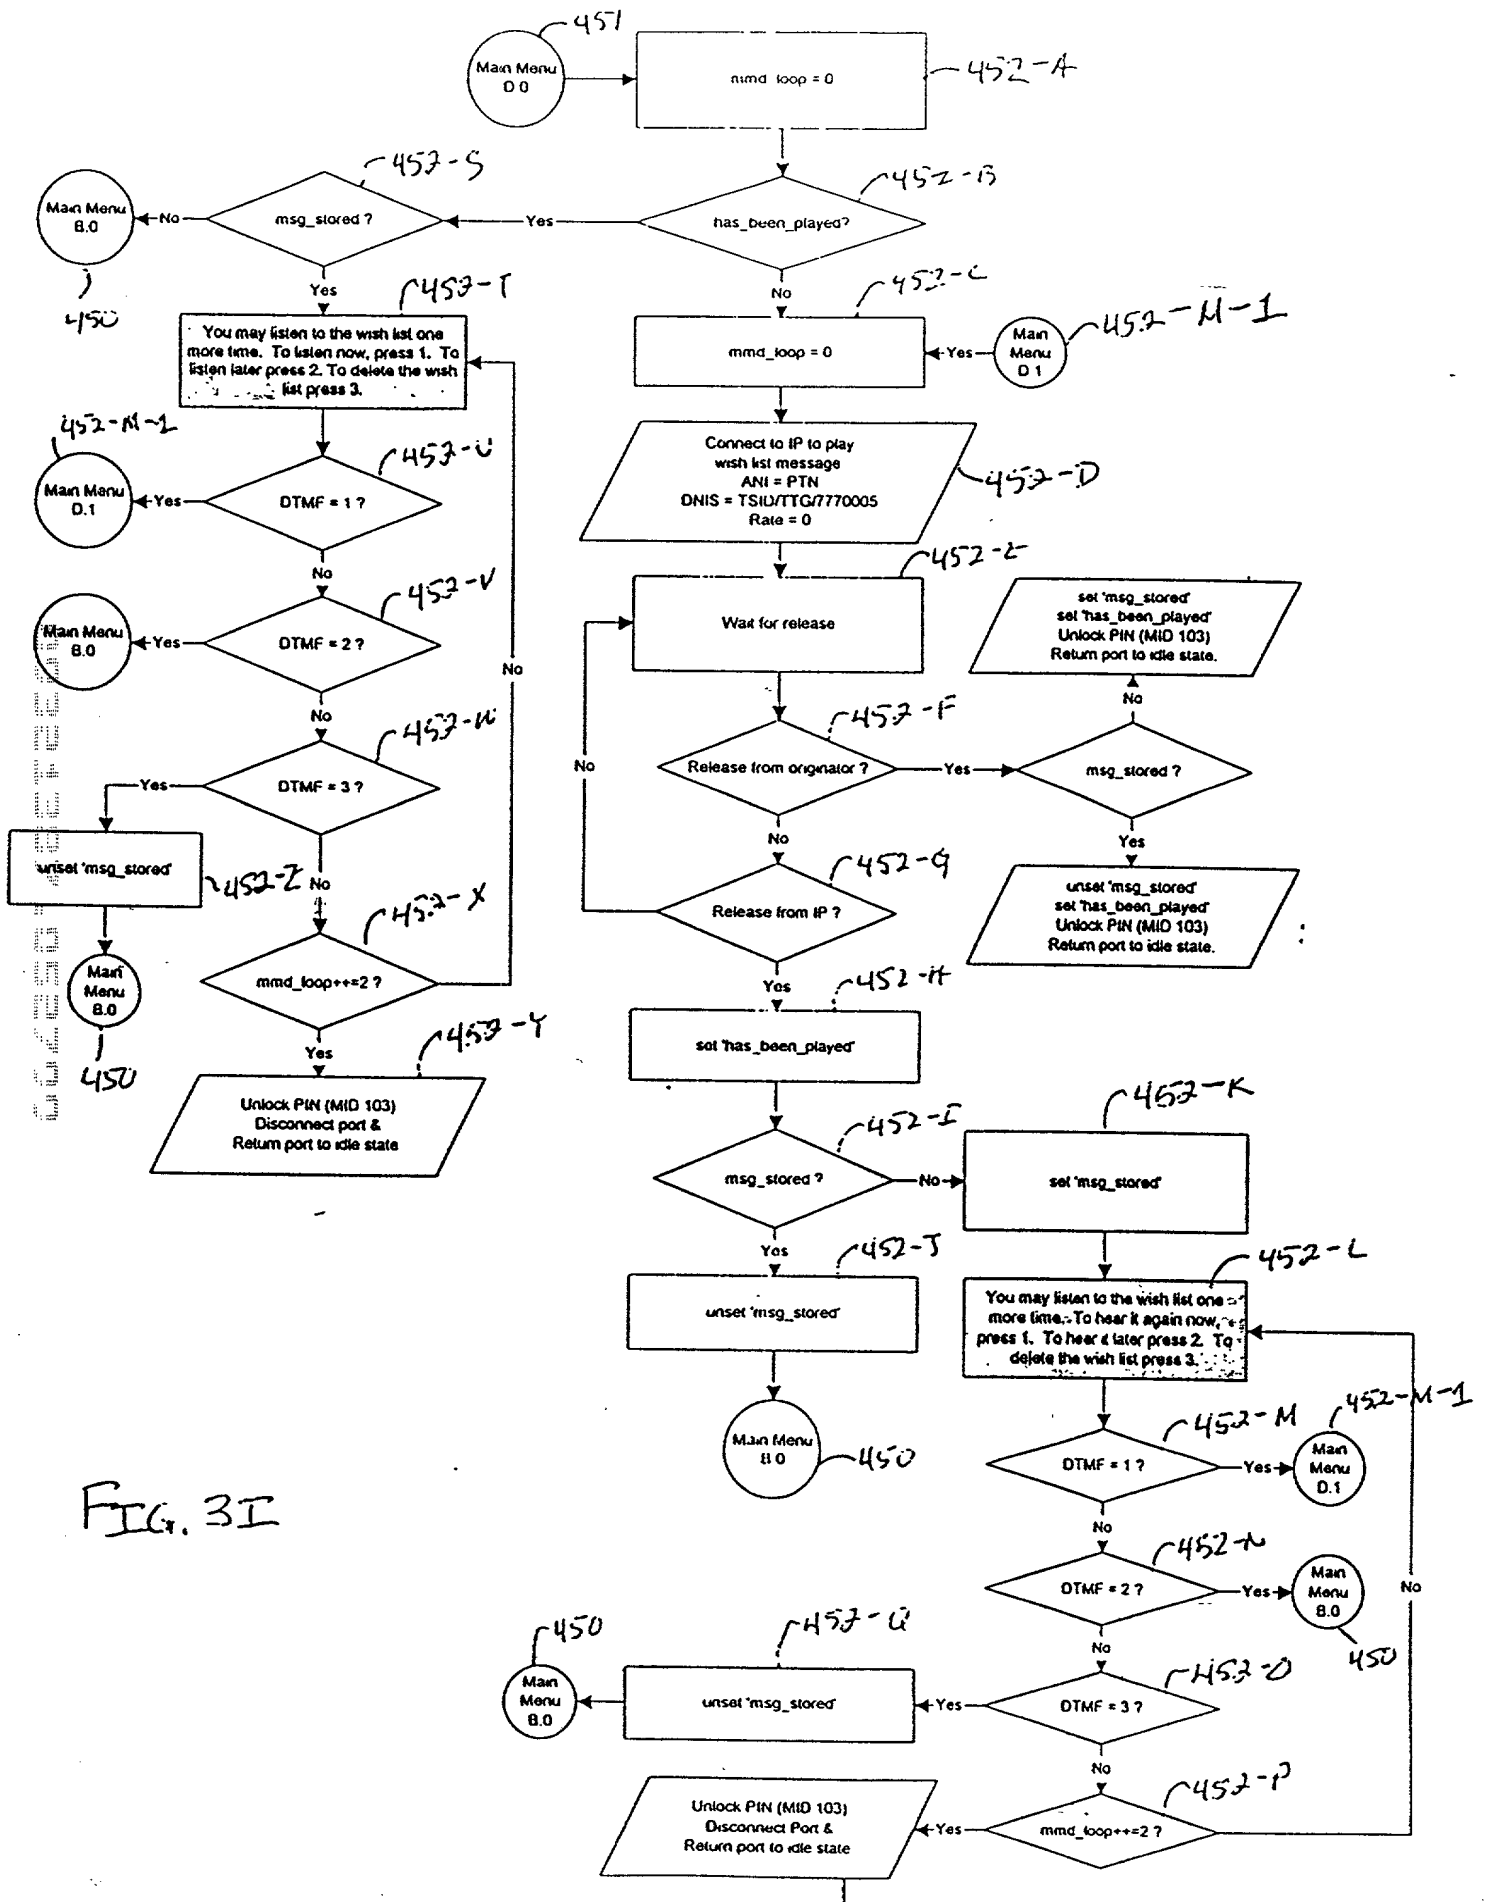 451
Main Menu
D 0
mmd_loop = 0
452-A
452-S
452-B
Main Menu
B.0
No
msg_stored ?
Yes
has_been_played?
450
Yes
452-T
No
452-C
452-M-1
You may listen to the wish list one
more time. To listen now, press 1. To
listen later press 2. To delete the wish
list press 3.
mmd_loop = 0
Yes
Main
Menu
D 1
452-M-1
452-U
Connect to IP to play
wish list message
ANI = PTN
DNIS = TSID/TTG/7770005
Rate = 0
452-D
Main Menu
D.1
Yes
DTMF = 1 ?
No
452-V
452-E
Main Menu
B.0
Yes
DTMF = 2 ?
No
Wait for release
set 'msg_stored'
set 'has_been_played'
Unlock PIN (MID 103)
Return port to idle state.
No
No
452-W
452-F
Yes
DTMF = 3 ?
No
Release from originator ?
Yes
msg_stored ?
No
Yes
unset 'msg_stored'
452-Z
No
452-X
452-G
Release from IP ?
unset 'msg_stored'
set 'has_been_played'
Unlock PIN (MID 103)
Return port to idle state.
Main
Menu
B.0
450
mmd_loop++=2 ?
Yes
452-H
Yes
452-Y
set 'has_been_played'
Unlock PIN (MID 103)
Disconnect port &
Return port to idle state
452-I
452-K
msg_stored ?
No
set 'msg_stored'
Yes
452-J
452-L
unset 'msg_stored'
You may listen to the wish list one
more time. To hear it again now,
press 1. To hear it later press 2. To
delete the wish list press 3.
452-M
452-M-1
Main Menu
B 0
450
DTMF = 1 ?
Yes
Main
Menu
D.1
FIG. 3I
No
452-N
DTMF = 2 ?
Yes
Main
Menu
B.0
No
450
450
452-Q
No
452-O
Main
Menu
B.0
unset 'msg_stored'
Yes
DTMF = 3 ?
No
452-P
Unlock PIN (MID 103)
Disconnect Port &
Return port to idle state
Yes
mmd_loop++=2 ?